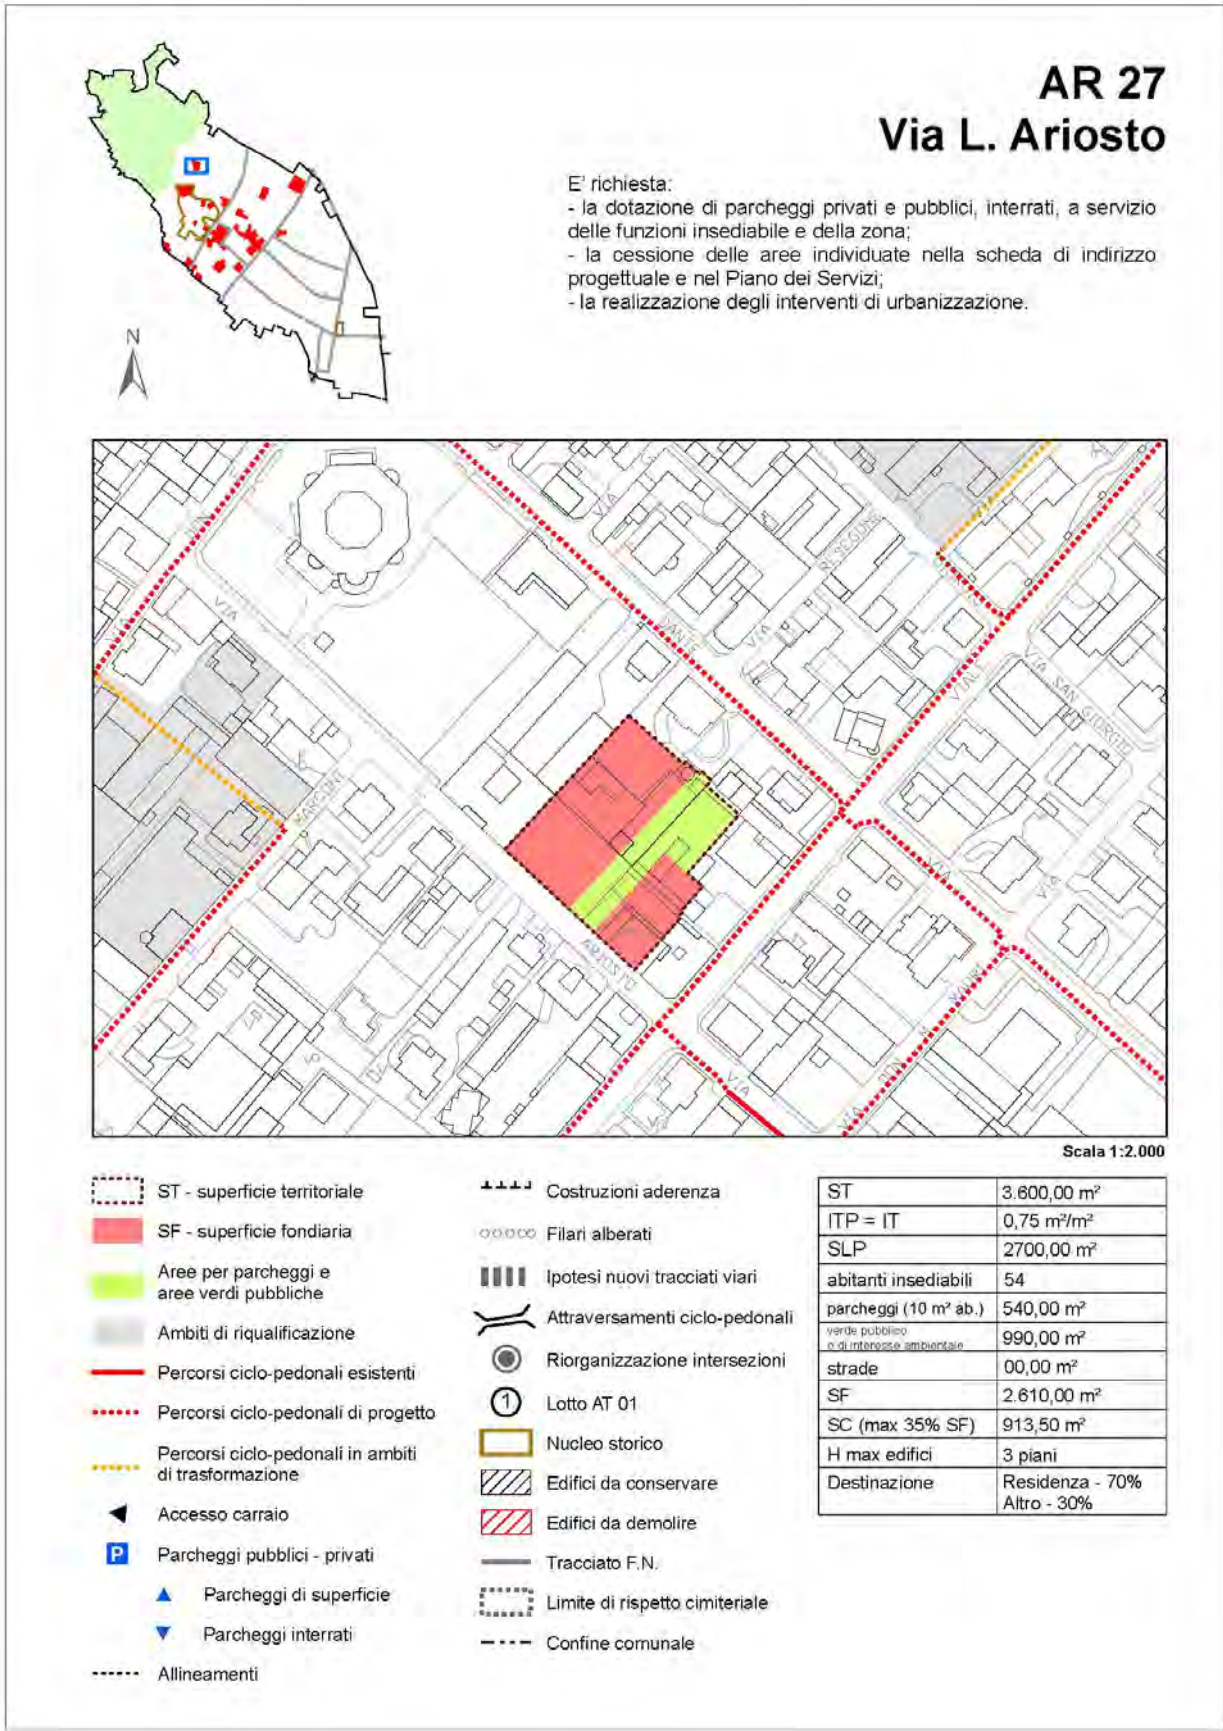 AR 27
Via L. Ariosto
E' richiesta:
- la dotazione di parcheggi privati e pubblici, interrati, a servizio
delle funzioni insediabile e della zona;
- la cessione delle aree individuate nella scheda di indirizzo
progettuale e nel Piano dei Servizi;
- la realizzazione degli interventi di urbanizzazione.
N
VIA
VIA
RESEGONE
DANTE
VIA
VIALE
VIA SAN GIORGIO
MARCONI
VIA
VIA
ARIOSTO
VIA
VIA
DON
Scala 1:2.000
ST - superficie territoriale
SF - superficie fondiaria
Aree per parcheggi e
aree verdi pubbliche
Ambiti di riqualificazione
Percorsi ciclo-pedonali esistenti
Percorsi ciclo-pedonali di progetto
Percorsi ciclo-pedonali in ambiti
di trasformazione
Accesso carraio
P Parcheggi pubblici - privati
Parcheggi di superficie
Parcheggi interrati
Allineamenti
Costruzioni aderenza
Filari alberati
Ipotesi nuovi tracciati viari
Attraversamenti ciclo-pedonali
Riorganizzazione intersezioni
1 Lotto AT 01
Nucleo storico
Edifici da conservare
Edifici da demolire
Tracciato F.N.
Limite di rispetto cimiteriale
Confine comunale
ST 3.600,00 m²
ITP = IT 0,75 m²/m²
SLP 2700,00 m²
abitanti insediabili 54
parcheggi (10 m² ab.) 540,00 m²
verde pubblico
o di interesse ambientale 990,00 m²
strade 00,00 m²
SF 2.610,00 m²
SC (max 35% SF) 913,50 m²
H max edifici 3 piani
Destinazione Residenza - 70%
Altro - 30%